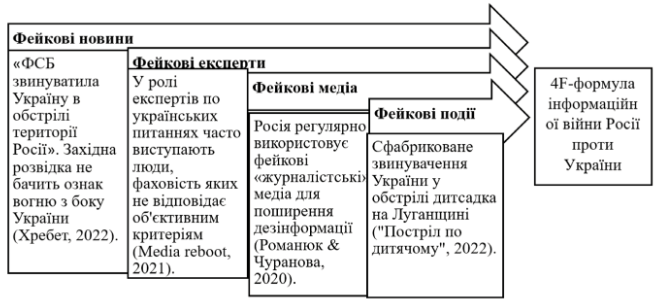 Фейкові новини
«ФСБ
звинуватила
Україну в
обстрілі
території
Росії». Західна
розвідка не
бачить ознак
вогню з боку
України
(Хребет, 2022).
Фейкові експерти
У ролі
експертів по
українських
питаннях часто
виступають
люди,
фаховість яких
не відповідає
об'єктивним
критеріям
(Media reboot,
2021).
Фейкові медіа
Росія регулярно
використовує
фейкові
«журналістські»
медіа для
поширення
дезінформації
(Романюк &
Чуранова,
2020).
Фейкові події
Сфабриковане
звинувачення
України у
обстрілі дитсадка
на Луганщині
("Постріл по
дитячому", 2022).
4F-формула
інформаційн
ої війни Росії
проти
України